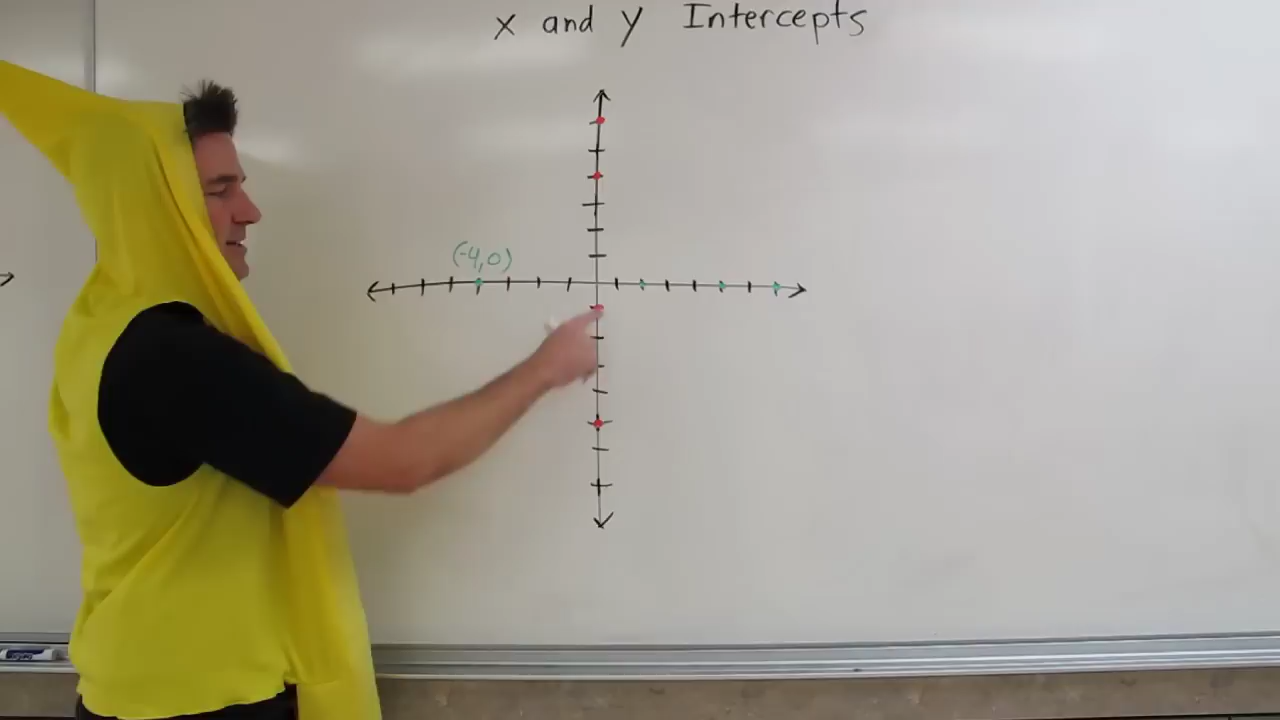 x and y Intercepts
(-4,0)